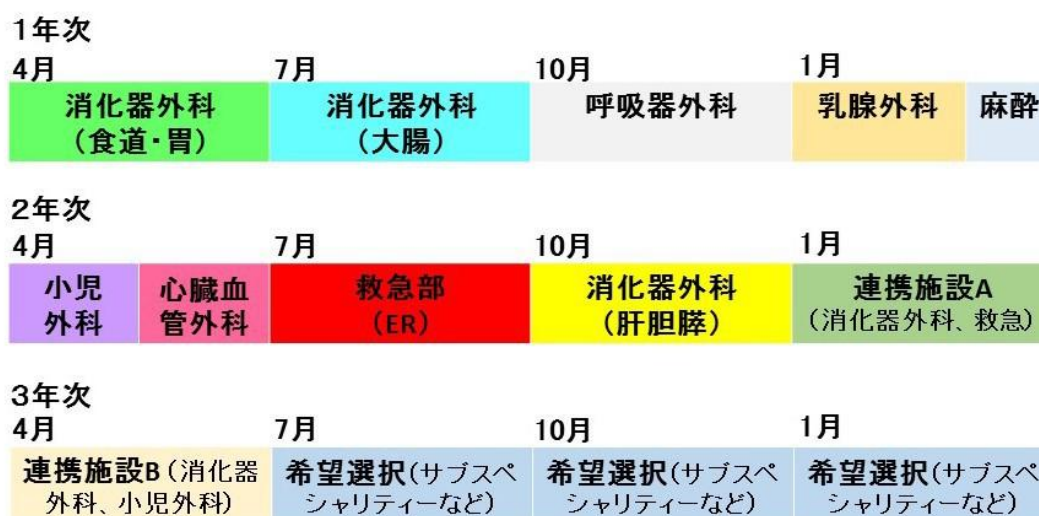 1年次
4月 7月 10月 1月
消化器外科 消化器外科 呼吸器外科 乳腺外科 麻酔
（食道・胃） （大腸）
2年次
4月 7月 10月 1月
小児 心臓血 救急部 消化器外科 連携施設A
外科 管外科 （ER） （肝胆膵） （消化器外科、救急）
3年次
4月 7月 10月 1月
連携施設B（消化器 希望選択（サブスペ 希望選択（サブスペ 希望選択（サブスペ
外科、小児外科） シャリティーなど） シャリティーなど） シャリティーなど）